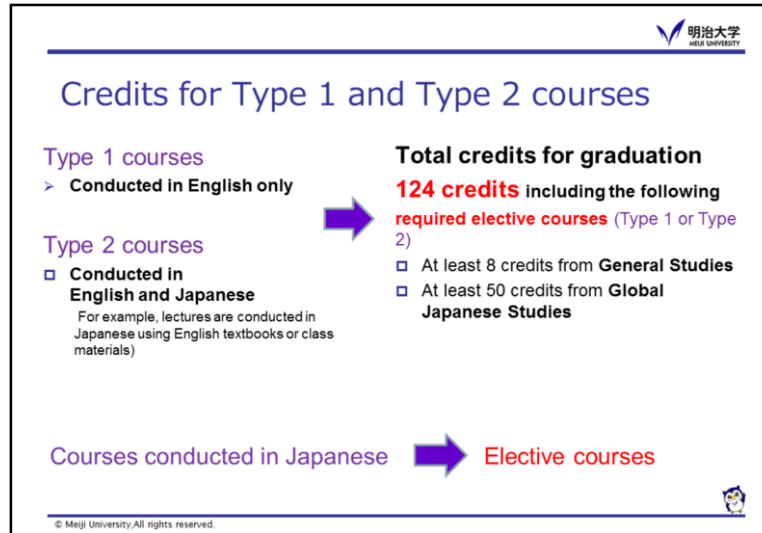 明治大学
MEIJI UNIVERSITY
Credits for Type 1 and Type 2 courses
Type 1 courses
Conducted in English only
Type 2 courses
Conducted in
English and Japanese
For example, lectures are conducted in
Japanese using English textbooks or class
materials)
Total credits for graduation
124 credits including the following
required elective courses (Type 1 or Type
2)
At least 8 credits from General Studies
At least 50 credits from Global
Japanese Studies
Courses conducted in Japanese
Elective courses
© Meiji University,All rights reserved.